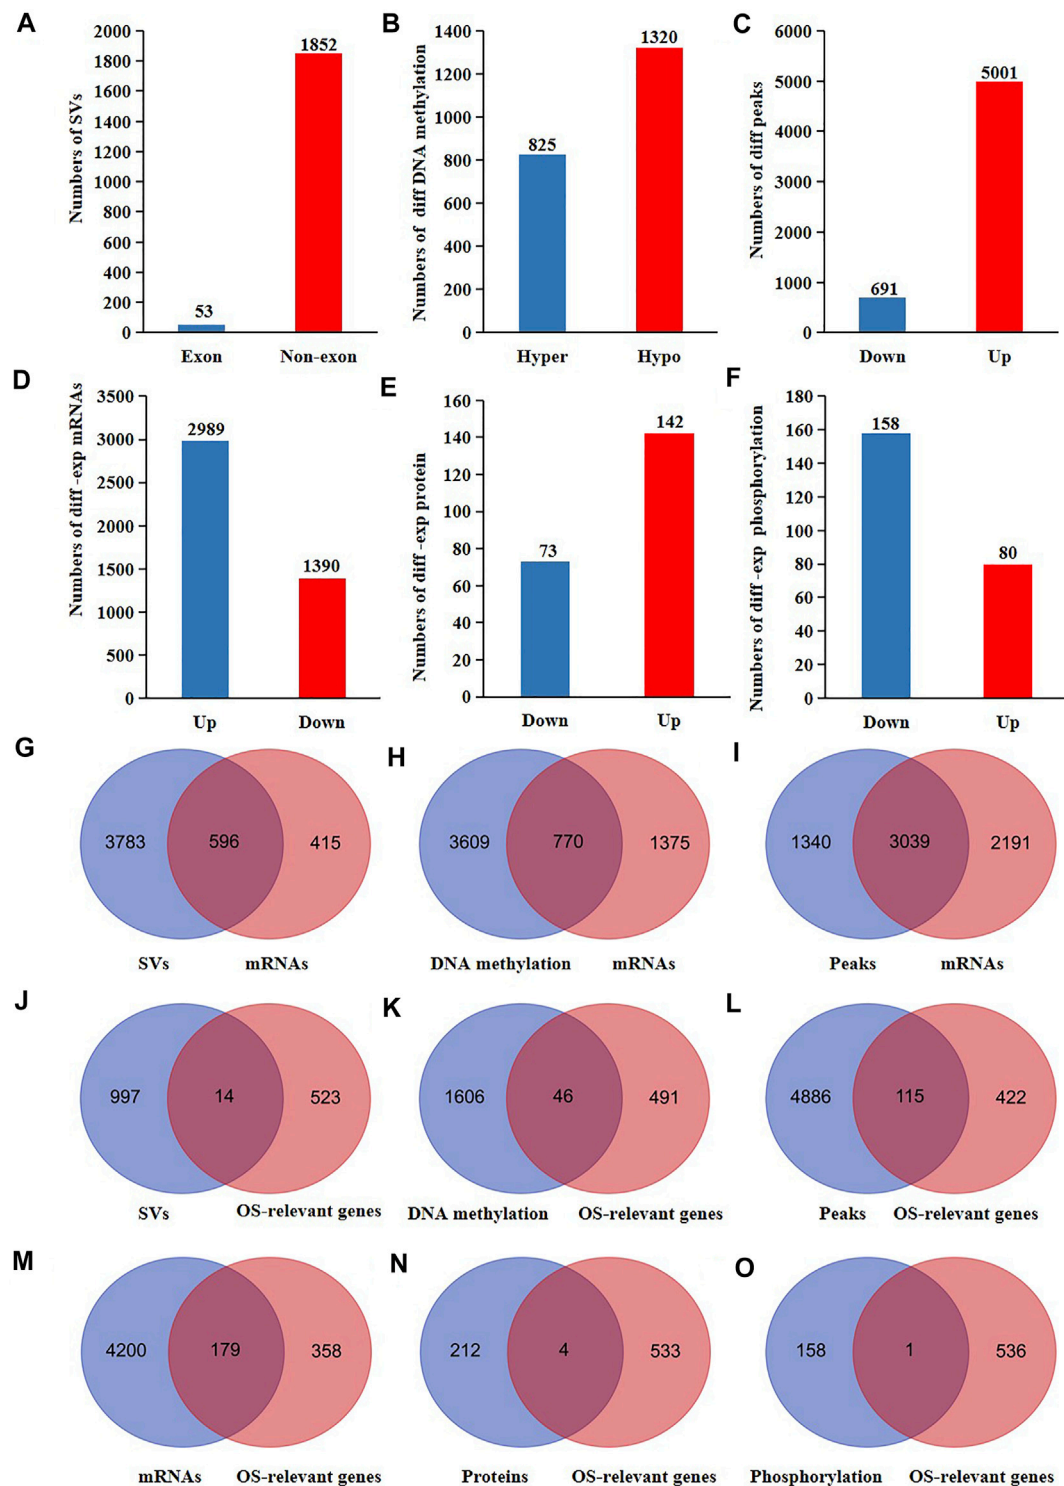 A
Numbers of SVs
2000
1800
1600
1400
1200
1000
800
600
400
200
0
53
1852
Exon
Non-exon
B
Numbers of diff DNA methylation
1400
1200
1000
800
600
400
200
0
825
1320
Hyper
Hypo
C
Numbers of diff peaks
6000
5000
4000
3000
2000
1000
0
691
5001
Down
Up
D
Numbers of diff -exp mRNAs
3500
3000
2500
2000
1500
1000
500
0
2989
1390
Up
Down
E
Numbers of diff -exp protein
160
140
120
100
80
60
40
20
0
73
142
Down
Up
F
Numbers of diff -exp phosphorylation
180
160
140
120
100
80
60
40
20
0
158
80
Down
Up
G
3783
596
415
SVs
mRNAs
H
3609
770
1375
DNA methylation
mRNAs
I
1340
3039
2191
Peaks
mRNAs
J
997
14
523
SVs
OS-relevant genes
K
1606
46
491
DNA methylation
OS-relevant genes
L
4886
115
422
Peaks
OS-relevant genes
M
4200
179
358
mRNAs
OS-relevant genes
N
212
4
533
Proteins
OS-relevant genes
O
158
1
536
Phosphorylation
OS-relevant genes